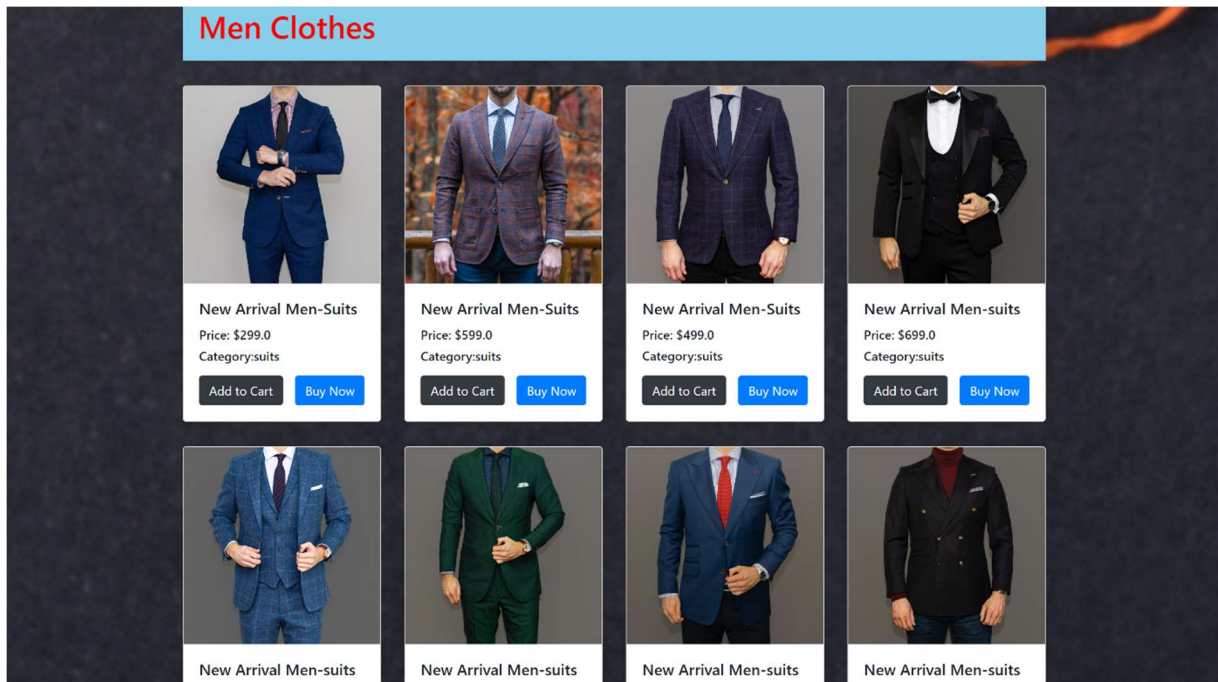 Men Clothes
New Arrival Men-Suits
Price: $299.0
Category:suits
Add to Cart
Buy Now
New Arrival Men-Suits
Price: $599.0
Category:suits
Add to Cart
Buy Now
New Arrival Men-Suits
Price: $499.0
Category:suits
Add to Cart
Buy Now
New Arrival Men-suits
Price: $699.0
Category:suits
Add to Cart
Buy Now
New Arrival Men-suits
New Arrival Men-suits
New Arrival Men-suits
New Arrival Men-suits